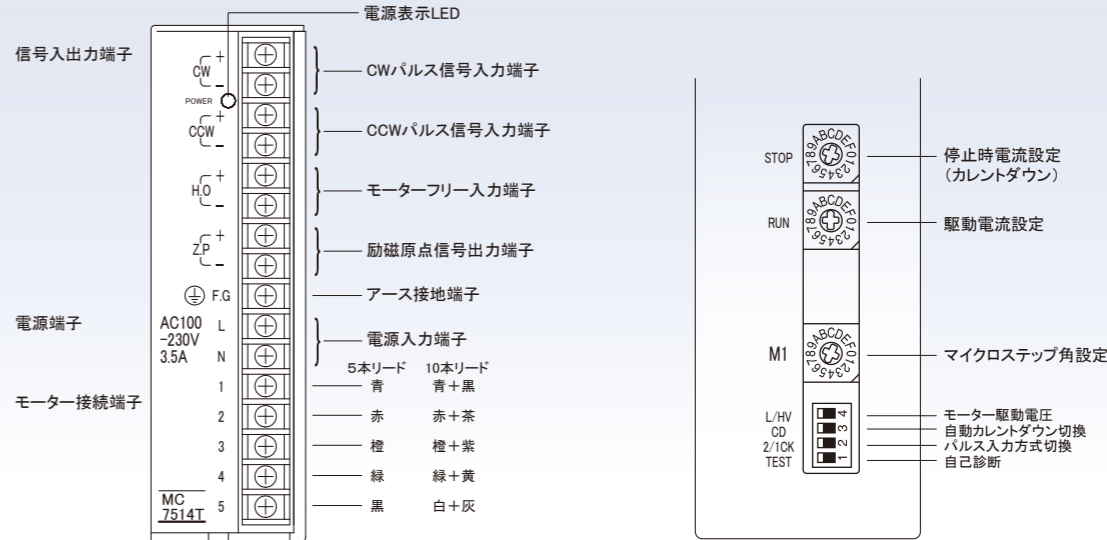 電源表示LED
信号入出力端子
CW
+
−
CWパルス信号入力端子
POWER
CCW
+
−
CCWパルス信号入力端子
H.O
+
−
モーターフリー入力端子
Z.P
+
−
励磁原点信号出力端子
F.G
アース接地端子
電源端子
AC100
-230V
3.5A
L
N
電源入力端子
5本リード 10本リード
モーター接続端子
1 青 青+黒
2 赤 赤+茶
3 橙 橙+紫
4 緑 緑+黄
5 黒 白+灰
MC
7514T
STOP
0123456789ABCDEF
停止時電流設定
（カレントダウン）
RUN
0123456789ABCDEF
駆動電流設定
M1
0123456789ABCDEF
マイクロステップ角設定
L/HV 4 モーター駆動電圧
CD 3 自動カレントダウン切換
2/1CK 2 パルス入力方式切換
TEST 1 自己診断